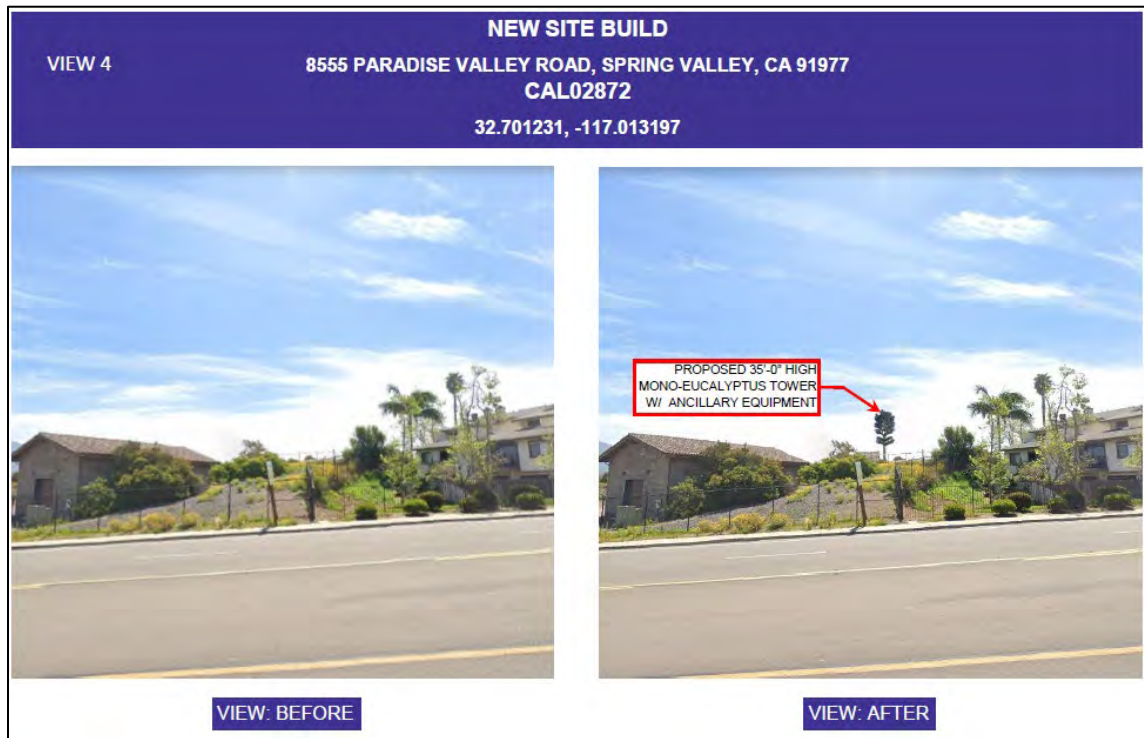 NEW SITE BUILD
VIEW 4
8555 PARADISE VALLEY ROAD, SPRING VALLEY, CA 91977
CAL02872
32.701231, -117.013197
PROPOSED 35'-0" HIGH
MONO-EUCALYPTUS TOWER
W/ ANCILLARY EQUIPMENT
VIEW: BEFORE
VIEW: AFTER